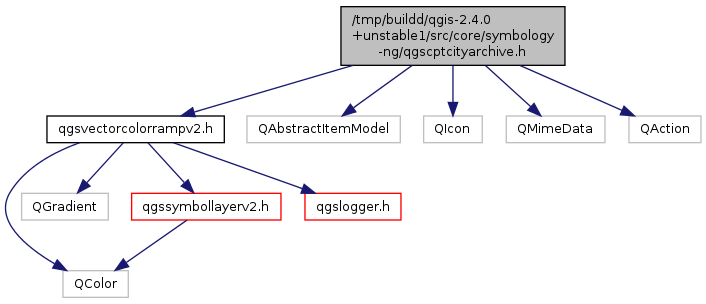 /tmp/buildd/qgis-2.4.0
+unstable1/src/core/symbology
-ng/qgscptcityarchive.h
qgsvectorcolorrampv2.h
QAbstractItemModel
QIcon
QMimeData
QAction
QGradient
qgssymbollayerv2.h
qgslogger.h
QColor